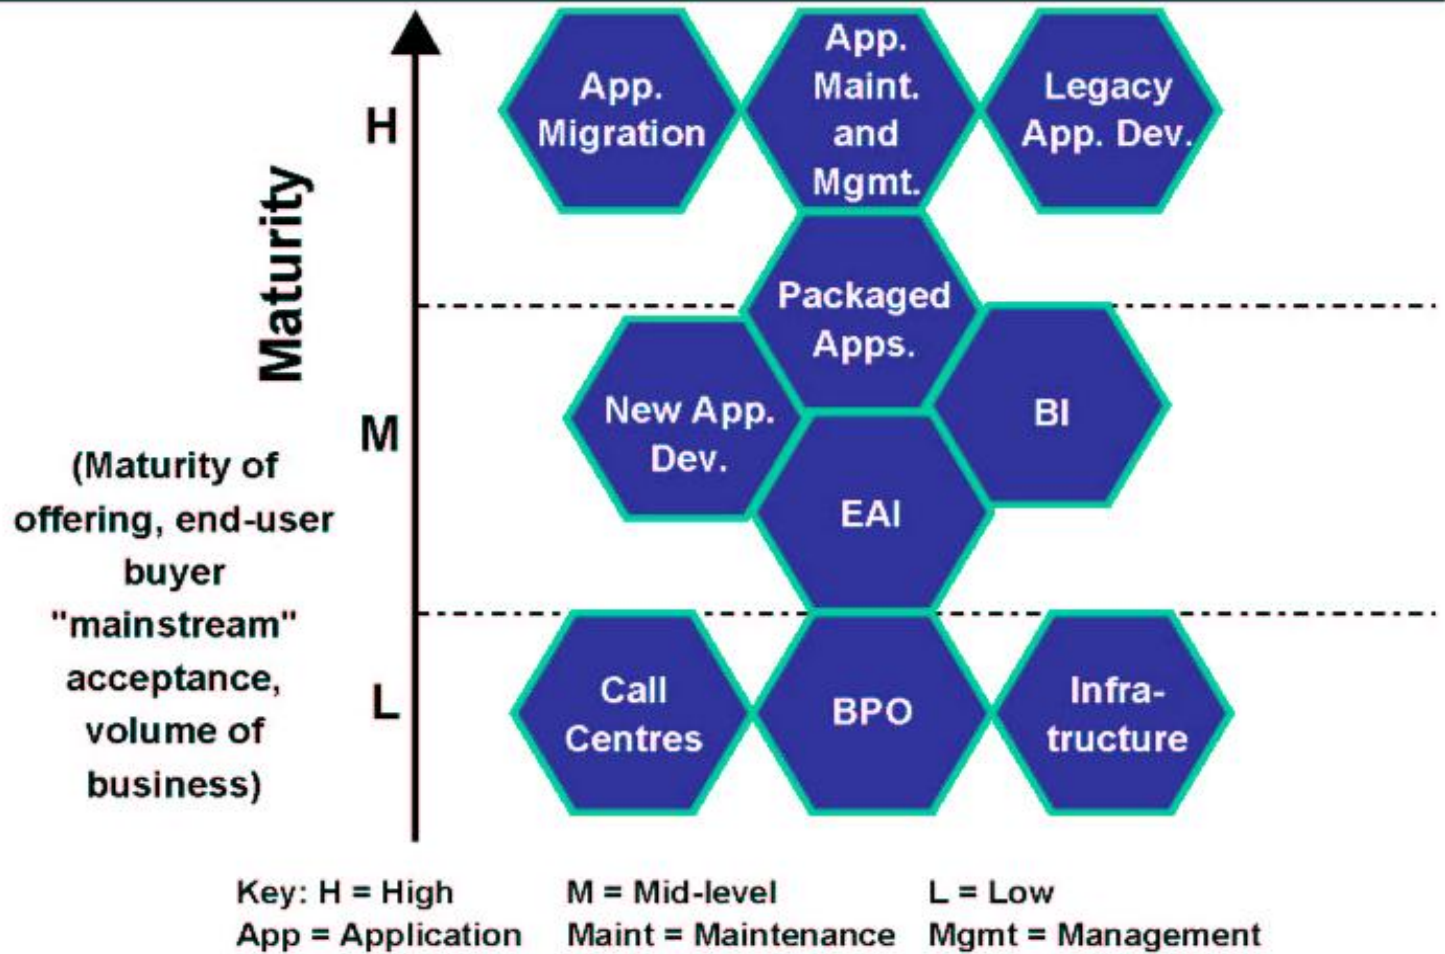 H
App.
Migration
App.
Maint.
and
Mgmt.
Legacy
App. Dev.
Maturity
Packaged
Apps.
M
New App.
Dev.
BI
EAI
(Maturity of
offering, end-user
buyer
"mainstream"
acceptance,
volume of
business)
L
Call
Centres
BPO
Infra-
tructure
Key: H = High M = Mid-level L = Low
App = Application Maint = Maintenance Mgmt = Management